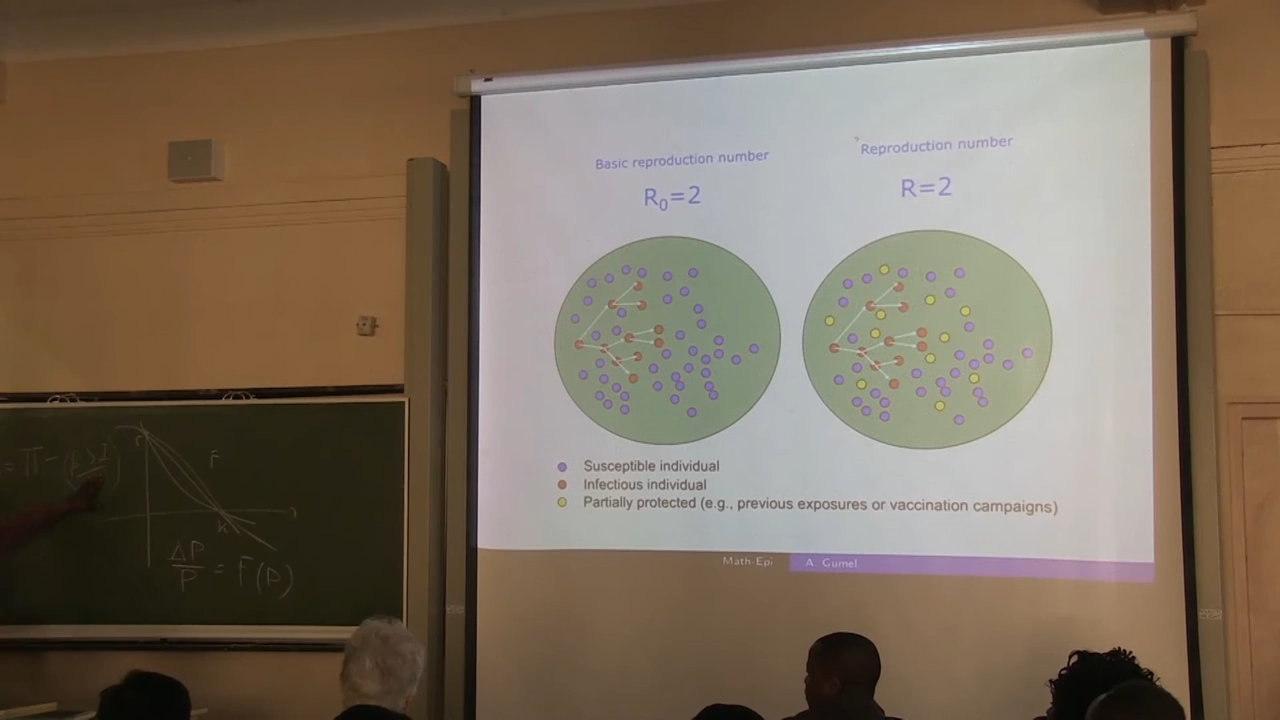 Basic reproduction number
R₀=2
Reproduction number
R=2
Susceptible individual
Infectious individual
Partially protected (e.g., previous exposures or vaccination campaigns)
Math-Epi
A. Gumel
F
K
ΔP/P = F(P)